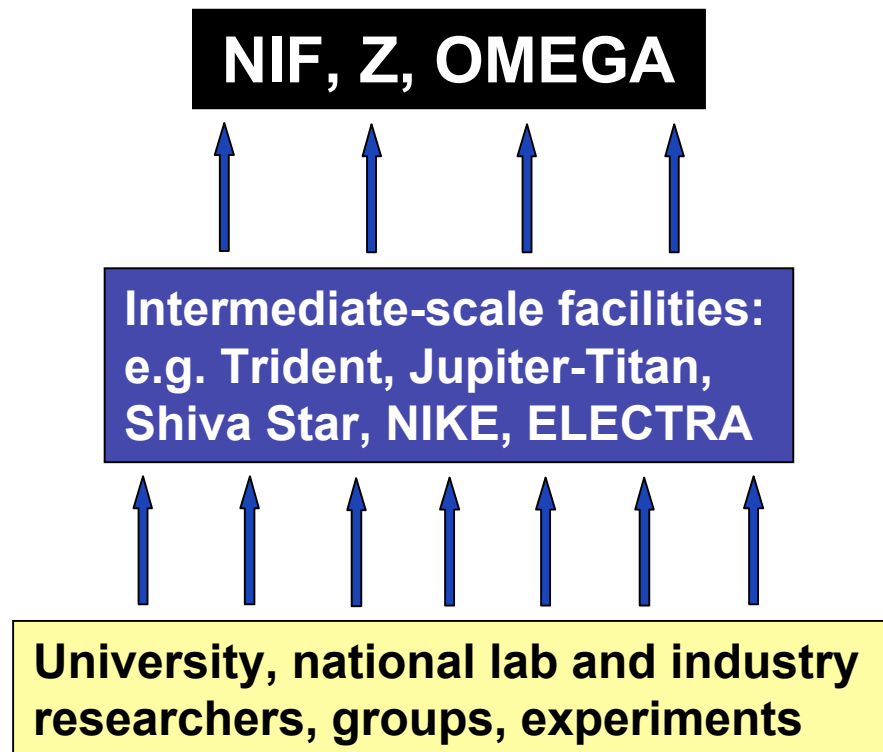 NIF, Z, OMEGA
Intermediate-scale facilities:
e.g. Trident, Jupiter-Titan,
Shiva Star, NIKE, ELECTRA
University, national lab and industry
researchers, groups, experiments